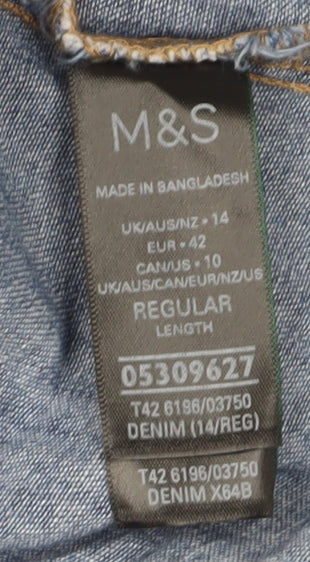 M&S
MADE IN BANGLADESH
UK/AUS/NZ • 14
EUR • 42
CAN/US • 10
UK/AUS/CAN/EUR/NZ/US
REGULAR
LENGTH
05309627
T42 6196/03750
DENIM (14/REG)
T42 6196/03750
DENIM X64B